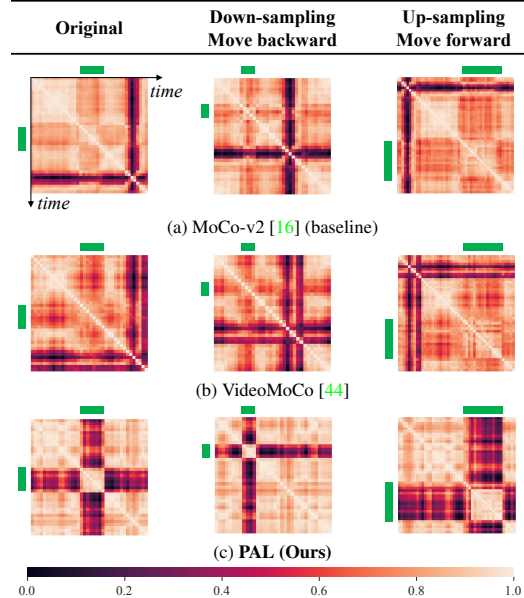 Original
Down-sampling
Move backward
Up-sampling
Move forward
time
time
(a) MoCo-v2 [16] (baseline)
(b) VideoMoCo [44]
(c) PAL (Ours)
0.0 0.2 0.4 0.6 0.8 1.0